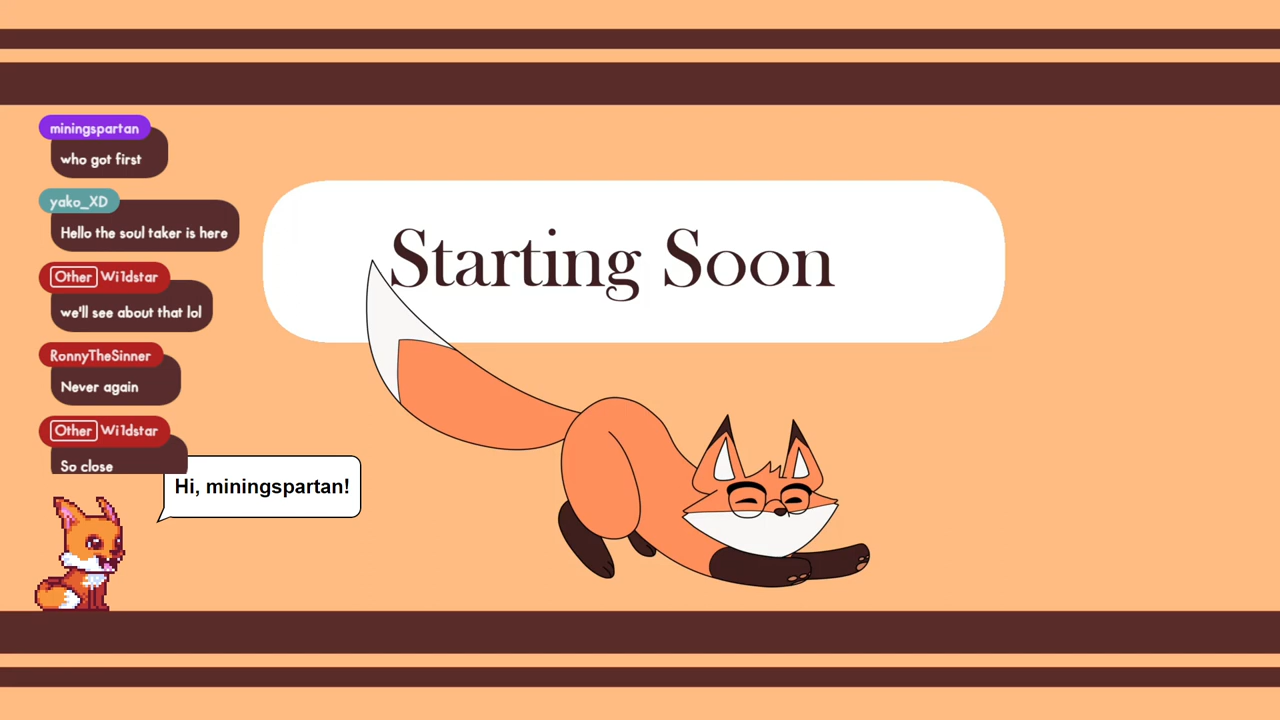 miningspartan
who got first
yako_XD
Hello the soul taker is here
Other Wi1dstar
we'll see about that lol
RonnyTheSinner
Never again
Other Wi1dstar
So close
Hi, miningspartan!
Starting Soon